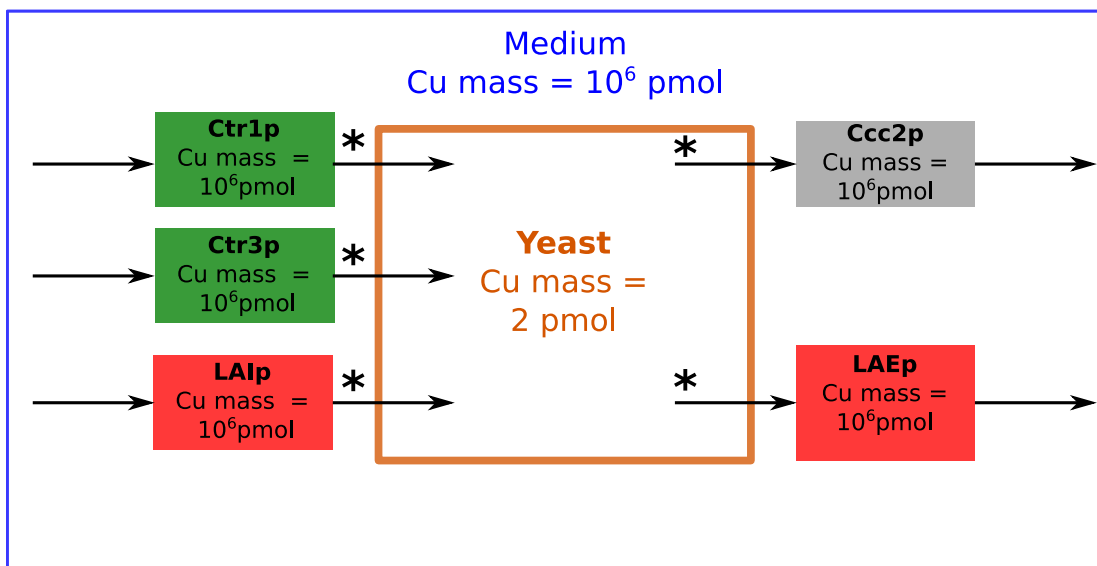 Medium
Cu mass = 10⁶ pmol
Ctr1p
Cu mass =
10⁶pmol
*
*
Ccc2p
Cu mass =
10⁶pmol
Ctr3p
Cu mass =
10⁶pmol
*
Yeast
Cu mass =
2 pmol
LAIp
Cu mass =
10⁶pmol
*
*
LAEp
Cu mass =
10⁶pmol